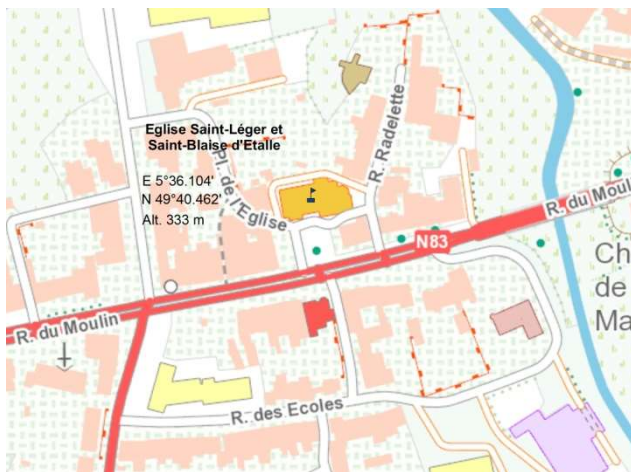 Eglise Saint-Léger et
Saint-Blaise d'Etalle
E 5°36.104'
N 49°40.462'
Alt. 333 m
Pl. de l'Eglise
R. Radelette
N83
R. du Moul
R. du Moulin
Ch
de
Ma
R. des Ecoles